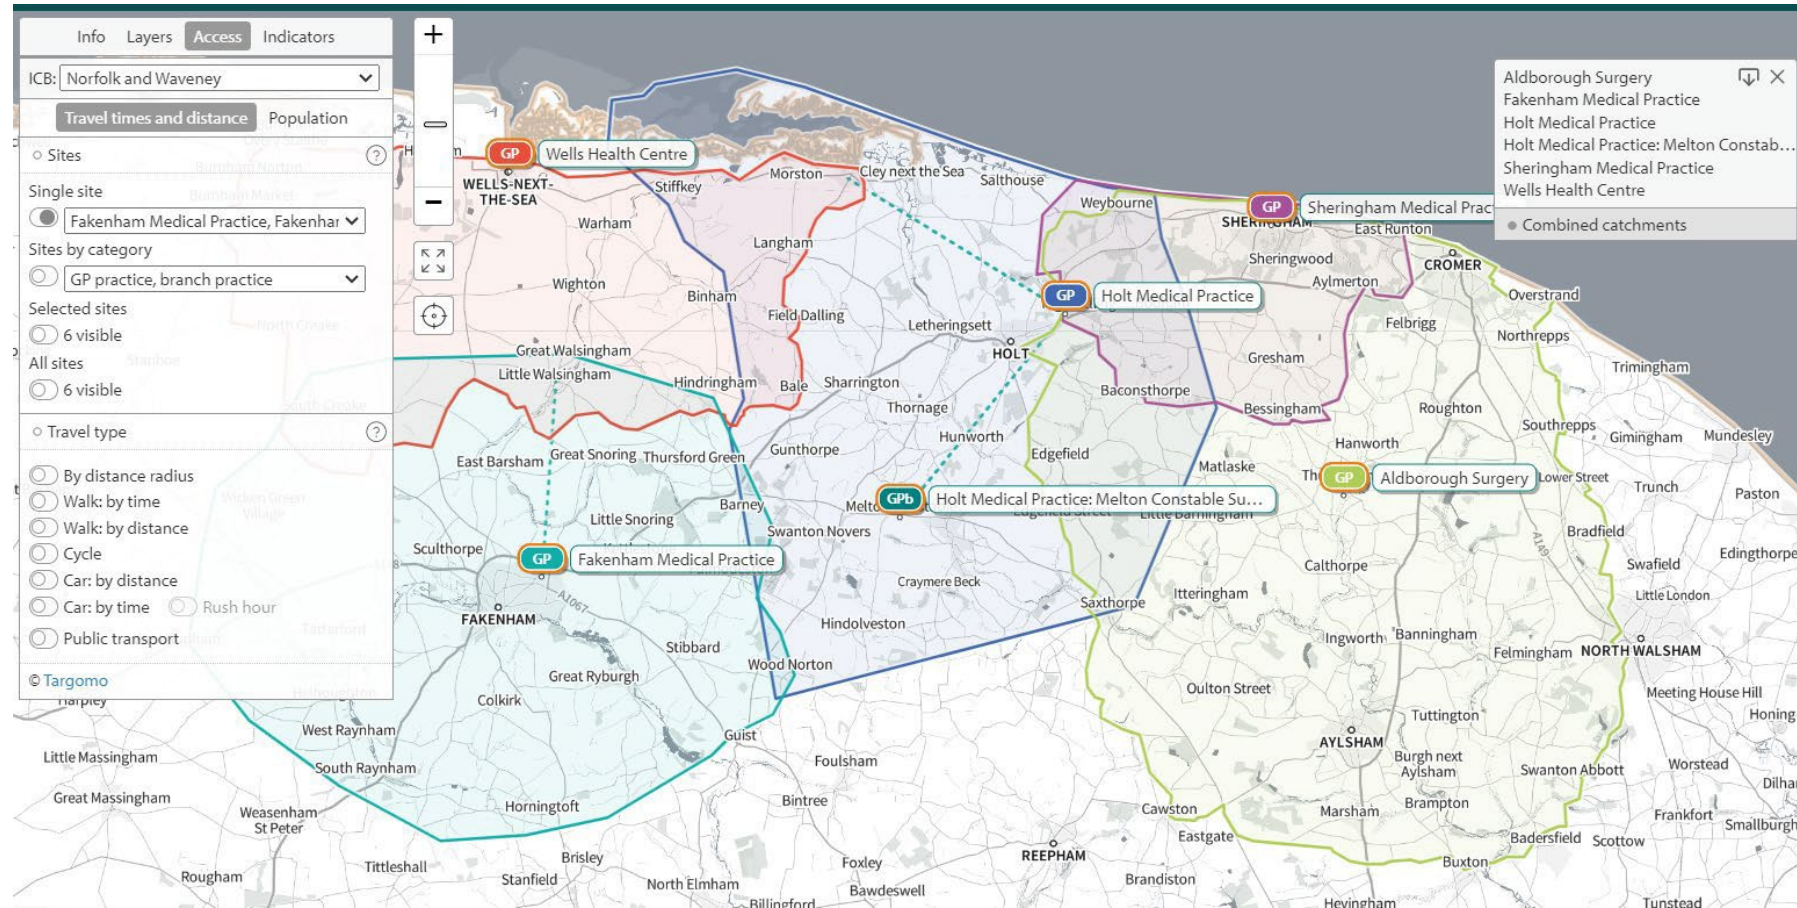 Info Layers Access Indicators
ICB: Norfolk and Waveney
Travel times and distance Population
Sites
Single site
Fakenham Medical Practice, Fakenhar
Sites by category
GP practice, branch practice
Selected sites
6 visible
All sites
6 visible
Travel type
By distance radius
Walk: by time
Walk: by distance
Cycle
Car: by distance
Car: by time Rush hour
Public transport
© Targomo
Aldborough Surgery
Fakenham Medical Practice
Holt Medical Practice
Holt Medical Practice: Melton Constab...
Sheringham Medical Practice
Wells Health Centre
Combined catchments
GP Wells Health Centre
WELLS-NEXT-
THE-SEA
Stiffkey
Morston
Cley next the Sea
Salthouse
Weybourne
GP Sheringham Medical Prac
East Runton
CROMER
Warham
Langham
Sheringwood
Aylmerton
Overstrand
Wighton
Binham
Field Dalling
Letheringsett
GP Holt Medical Practice
HOLT
Felbrigg
Northrepps
Trimingham
Great Walsingham
Little Walsingham
Hindringham
Bale
Sharrington
Thornage
Baconsthorpe
Gresham
Bessingham
Roughton
Southrepps
Gimingham
Mundesley
East Barsham
Great Snoring
Thursford Green
Gunthorpe
Hunworth
Edgefield
Hanworth
Matlaske
GP Aldborough Surgery
Lower Street
Trunch
Paston
GPb Holt Medical Practice: Melton Constable Su...
Edgefield Street
Little Barningham
Barney
Little Snoring
Swanton Novers
Bradfield
A149
Edingthorpe
Sculthorpe
GP Fakenham Medical Practice
Craymere Beck
Calthorpe
Swafield
Itteringham
Little London
A1067
FAKENHAM
Saxthorpe
Hindolveston
Ingworth
Banningham
Felmingham
NORTH WALSHAM
Stibbard
Wood Norton
Great Ryburgh
Colkirk
Oulton Street
Meeting House Hill
Tuttington
Honing
West Raynham
Guist
AYLSHAM
Burgh next
Aylsham
Swanton Abbott
Worstead
Little Massingham
South Raynham
Foulsham
Great Massingham
Weasenham
St Peter
Horningtoft
Bintree
Cawston
Marsham
Brampton
Frankfort
Smallburgh
Eastgate
Badersfield
Scottow
Brisley
REEPHAM
Foxley
Buxton
Tittleshall
Rougham
Stanfield
North Elmham
Bawdeswell
Brandiston
Billingford
Hevingham
Tunstead